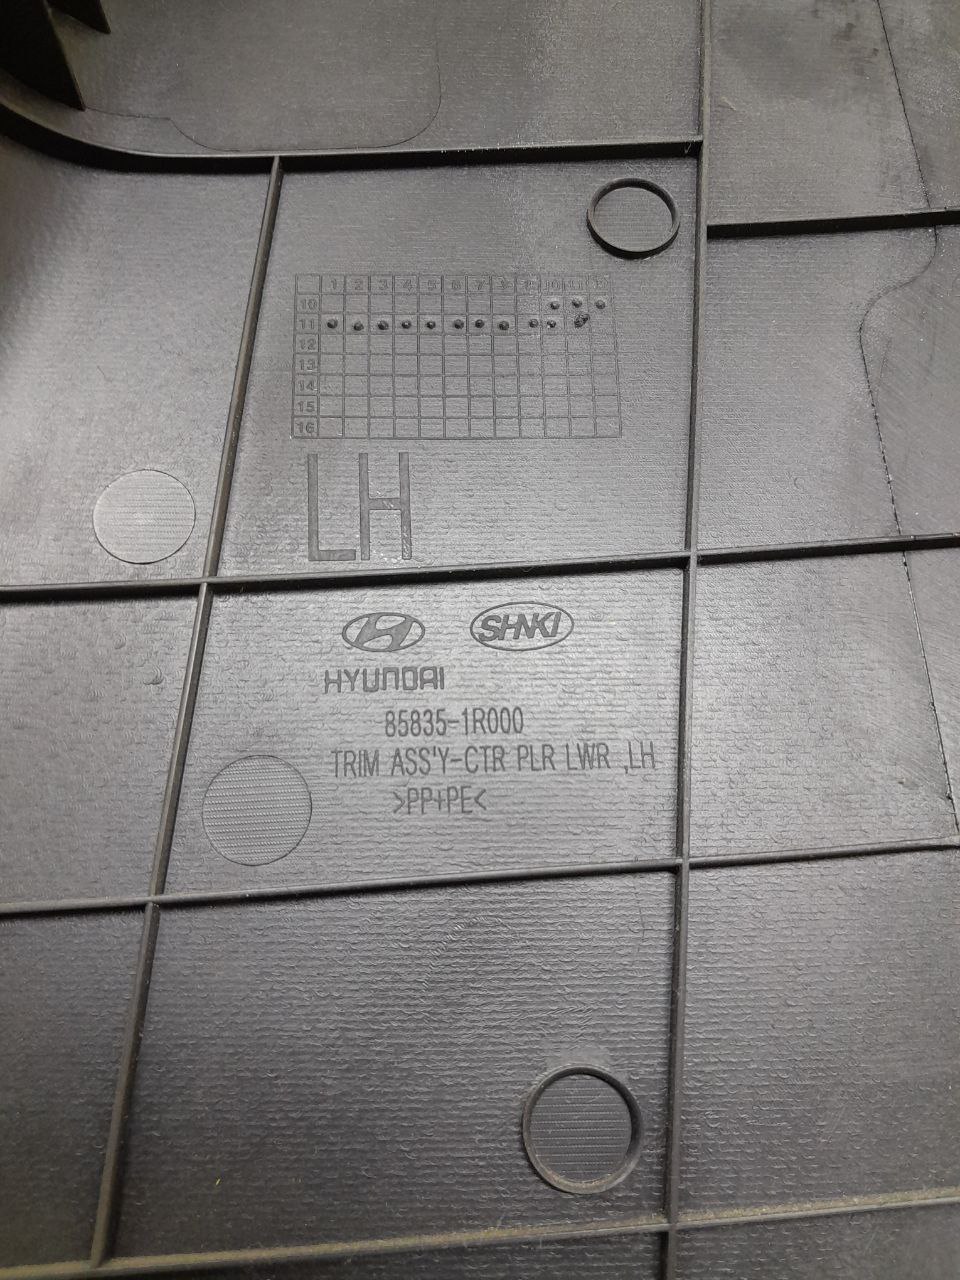 1 2 3 4 5 6 7 8 9 10 11 12
10
11
12
13
14
15
16
LH
SHNKI
HYUNDAI
85835-1R000
TRIM ASS'Y-CTR PLR LWR ,LH
>PP+PE<